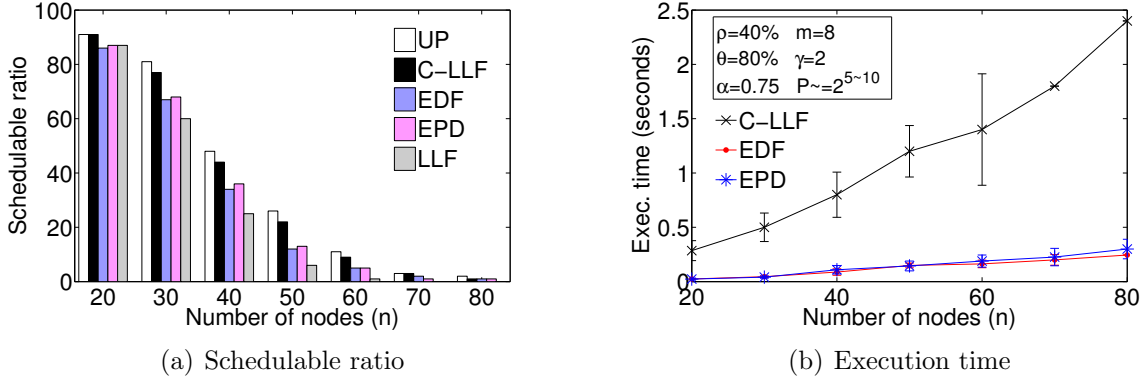 100
80
60
40
20
0
Schedulable ratio
UP
C-LLF
EDF
EPD
LLF
20 30 40 50 60 70 80
Number of nodes (n)
(a) Schedulable ratio
2.5
2
1.5
1
0.5
0
Exec. time (seconds)
ρ=40% m=8
θ=80% γ=2
α=0.75 P~=2^5~10
C-LLF
EDF
EPD
20 30 40 50 60 70 80
Number of nodes (n)
(b) Execution time